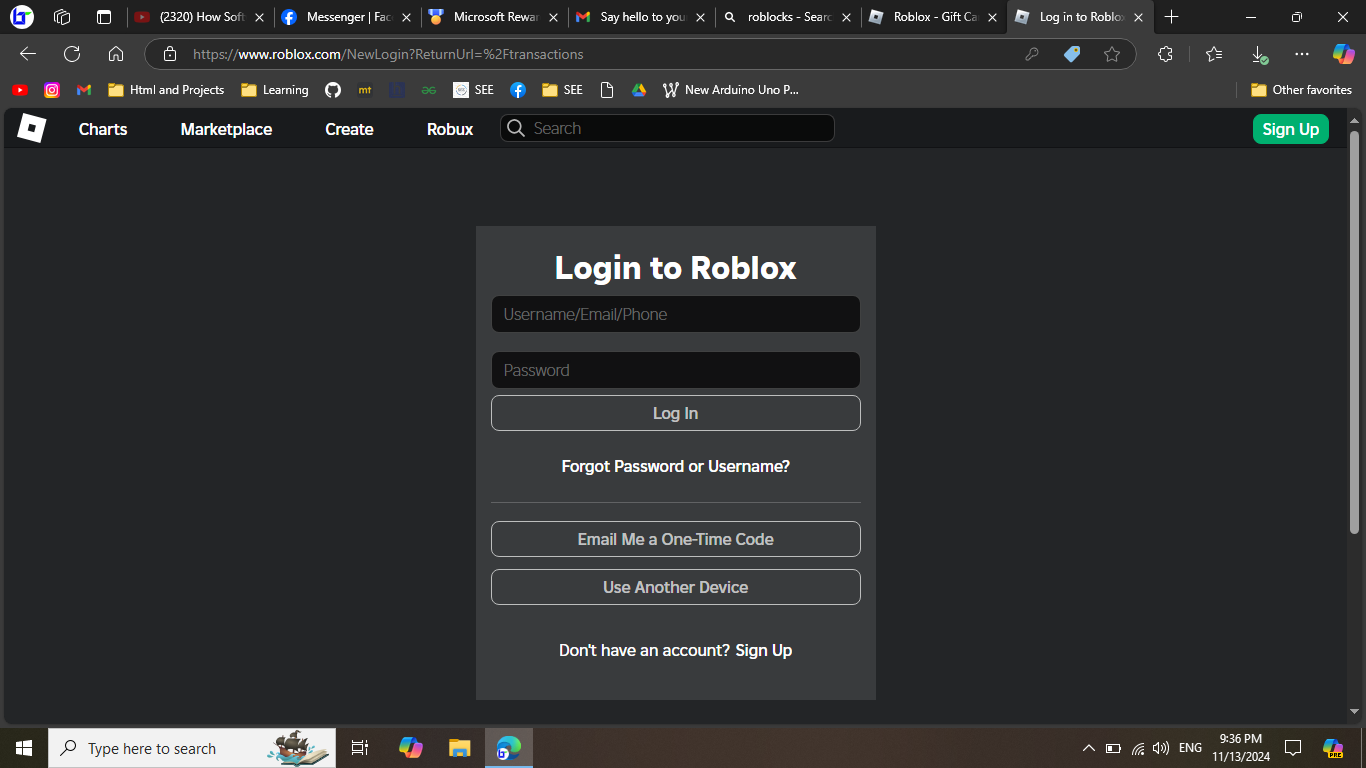 (2320) How Soft
Messenger | Fac
Microsoft Rewar
Say hello to you
roblocks - Searc
Roblox - Gift Ca
Log in to Roblox
https://www.roblox.com/NewLogin?ReturnUrl=%2Ftransactions
Html and Projects
Learning
mt
SEE
SEE
New Arduino Uno P...
Other favorites
Charts
Marketplace
Create
Robux
Search
Sign Up
Login to Roblox
Username/Email/Phone
Password
Log In
Forgot Password or Username?
Email Me a One-Time Code
Use Another Device
Don't have an account? Sign Up
Type here to search
ENG
9:36 PM
11/13/2024
PRE